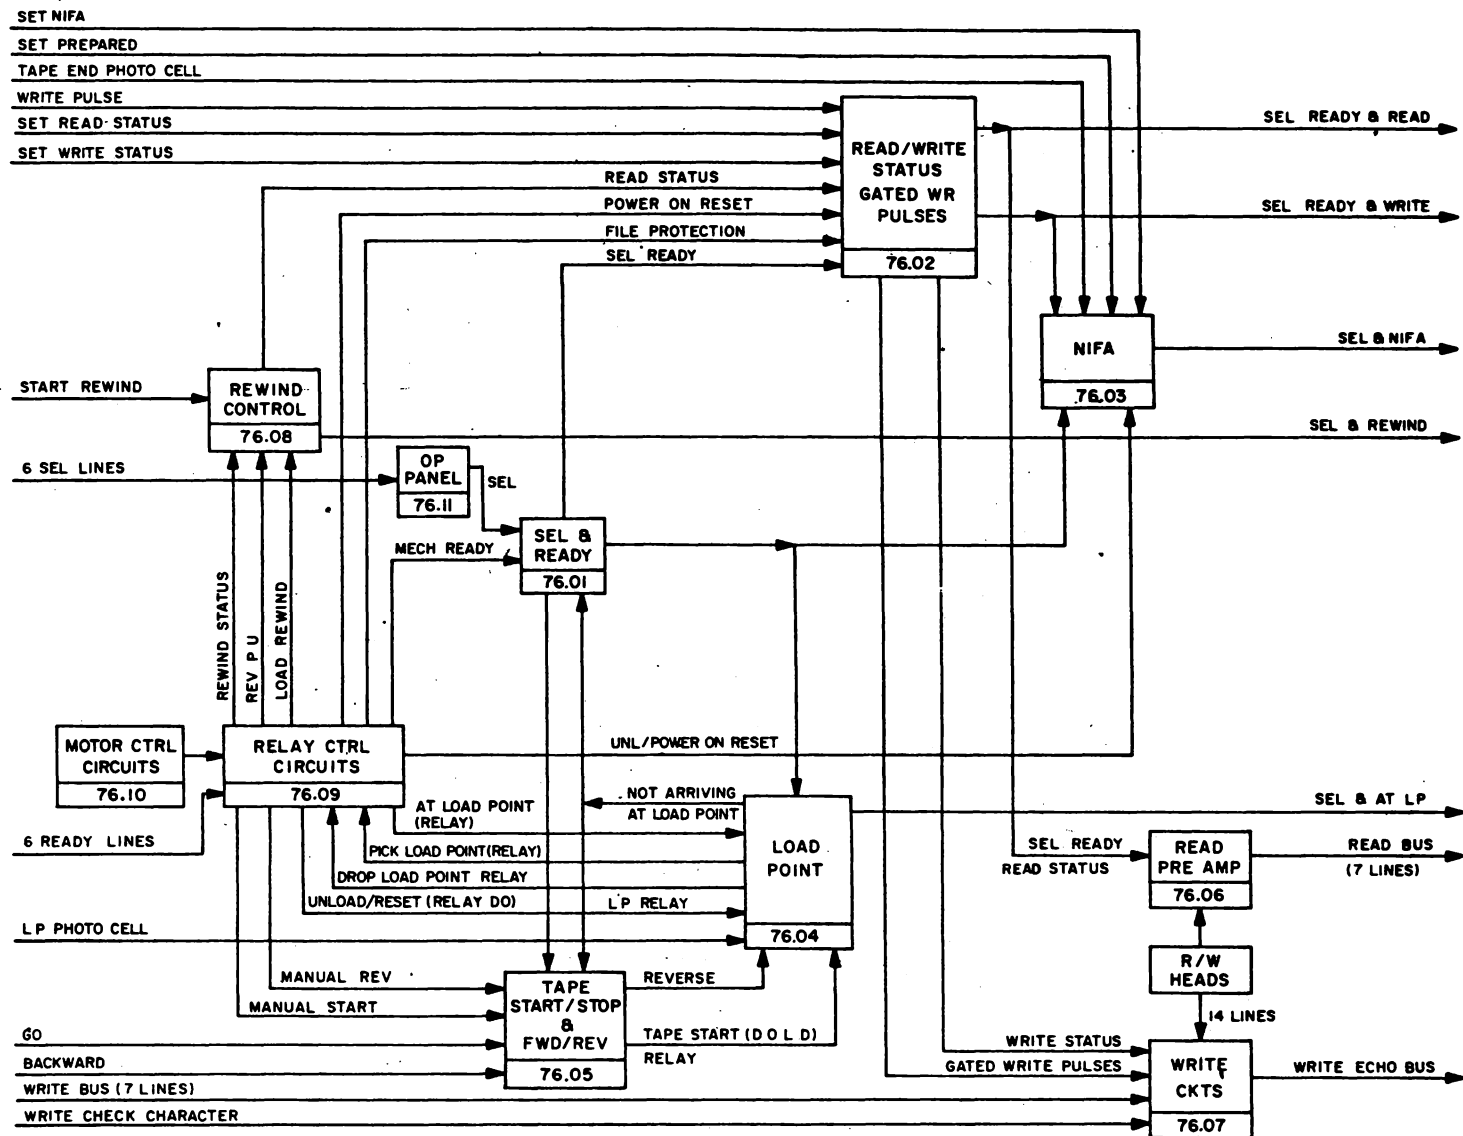 SET NIFA
SET PREPARED
TAPE END PHOTO CELL
WRITE PULSE
SET READ STATUS
SET WRITE STATUS
READ STATUS
POWER ON RESET
FILE PROTECTION
SEL READY
READ/WRITE
STATUS
GATED WR
PULSES
76.02
SEL READY & READ
SEL READY & WRITE
NIFA
76.03
SEL & NIFA
START REWIND
REWIND
CONTROL
76.08
SEL & REWIND
6 SEL LINES
OP
PANEL
76.11
SEL
SEL &
READY
76.01
MECH READY
REWIND STATUS
REV PU
LOAD REWIND
MOTOR CTRL
CIRCUITS
76.10
RELAY CTRL
CIRCUITS
76.09
UNL/POWER ON RESET
6 READY LINES
AT LOAD POINT
(RELAY)
NOT ARRIVING
AT LOAD POINT
PICK LOAD POINT(RELAY)
DROP LOAD POINT RELAY
UNLOAD/RESET (RELAY DO)
LP RELAY
LOAD
POINT
76.04
SEL & AT LP
SEL READY
READ STATUS
READ
PRE AMP
76.06
READ BUS
(7 LINES)
LP PHOTO CELL
R/W
HEADS
14 LINES
MANUAL REV
MANUAL START
TAPE
START/STOP
&
FWD/REV
76.05
REVERSE
TAPE START (D O L D)
RELAY
GO
BACKWARD
WRITE BUS (7 LINES)
WRITE CHECK CHARACTER
WRITE STATUS
GATED WRITE PULSES
WRITE
CKTS
76.07
WRITE ECHO BUS